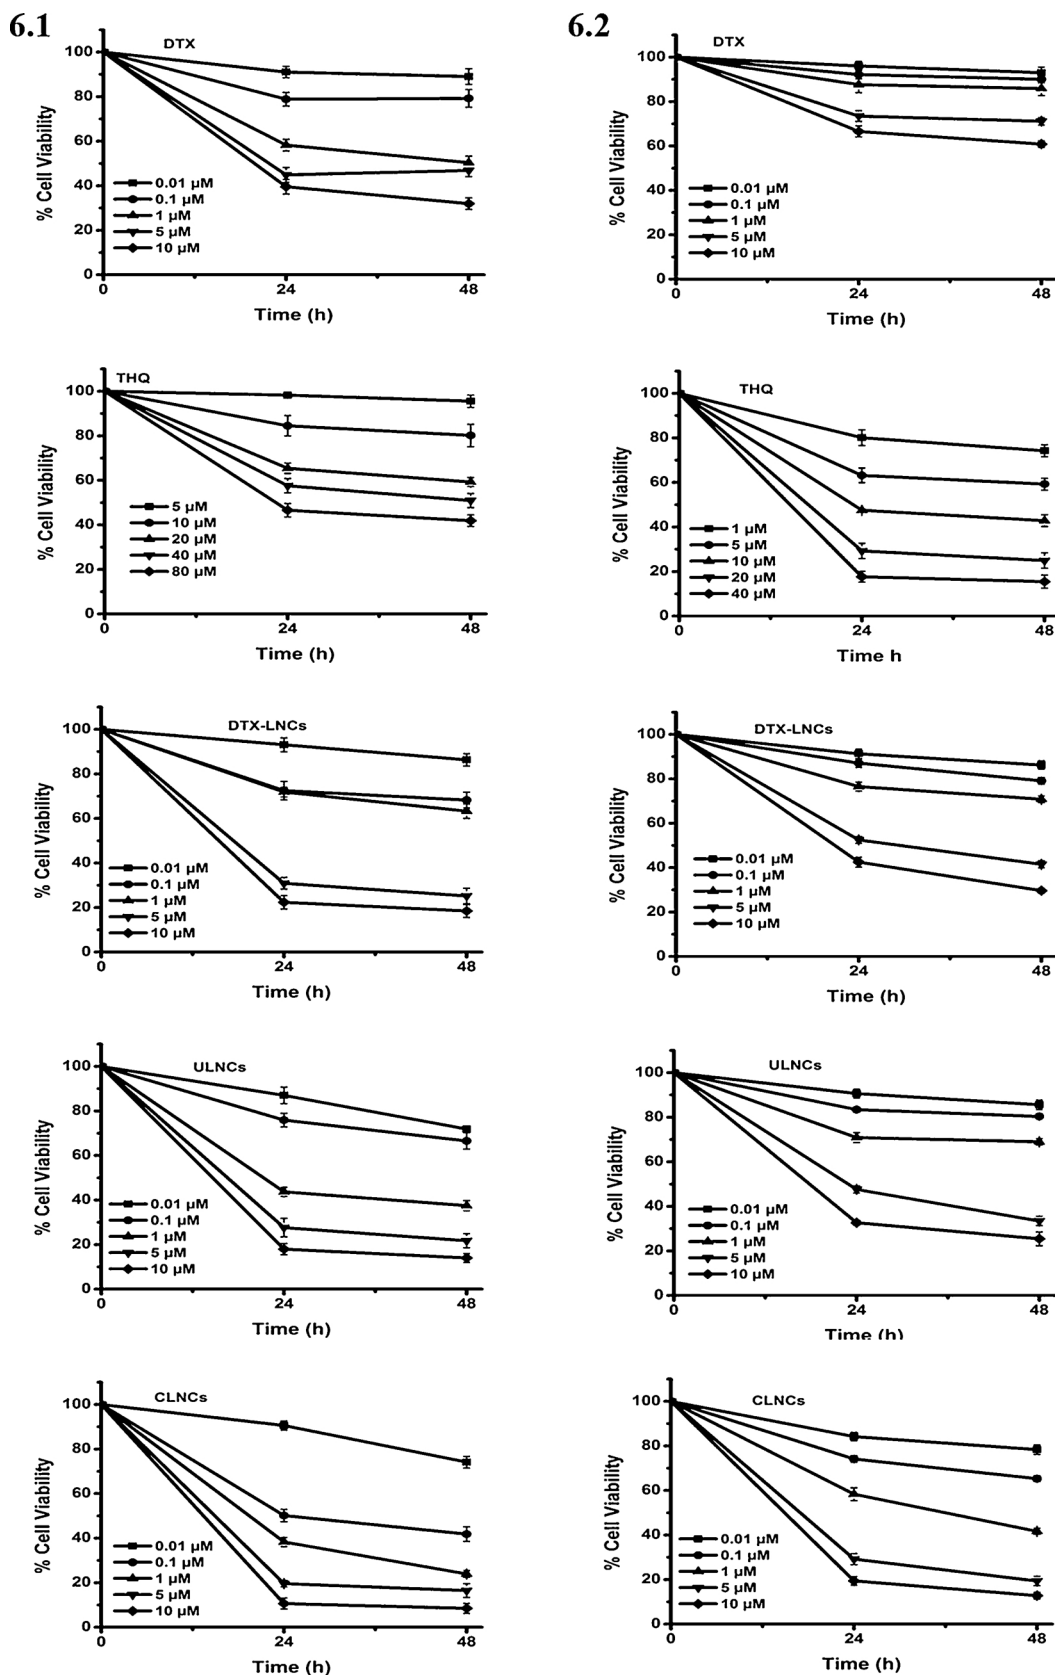 6.1
DTX
% Cell Viability
100
80
60
40
20
0
0.01 µM
0.1 µM
1 µM
5 µM
10 µM
0 24 48
Time (h)
THQ
% Cell Viability
100
80
60
40
20
0
5 µM
10 µM
20 µM
40 µM
80 µM
0 24 48
Time (h)
DTX-LNCs
% Cell Viability
100
80
60
40
20
0
0.01 µM
0.1 µM
1 µM
5 µM
10 µM
0 24 48
Time (h)
ULNCs
% Cell Viability
100
80
60
40
20
0
0.01 µM
0.1 µM
1 µM
5 µM
10 µM
0 24 48
Time (h)
CLNCs
% Cell Viability
100
80
60
40
20
0
0.01 µM
0.1 µM
1 µM
5 µM
10 µM
0 24 48
Time (h)
6.2
DTX
% Cell Viability
100
80
60
40
20
0
0.01 µM
0.1 µM
1 µM
5 µM
10 µM
0 24 48
Time (h)
THQ
% Cell Viability
100
80
60
40
20
0
1 µM
5 µM
10 µM
20 µM
40 µM
0 24 48
Time h
DTX-LNCs
% Cell Viability
100
80
60
40
20
0
0.01 µM
0.1 µM
1 µM
5 µM
10 µM
0 24 48
Time (h)
ULNCs
% Cell Viability
100
80
60
40
20
0
0.01 µM
0.1 µM
1 µM
5 µM
10 µM
0 24 48
Time (h)
CLNCs
% Cell Viability
100
80
60
40
20
0
0.01 µM
0.1 µM
1 µM
5 µM
10 µM
0 24 48
Time (h)